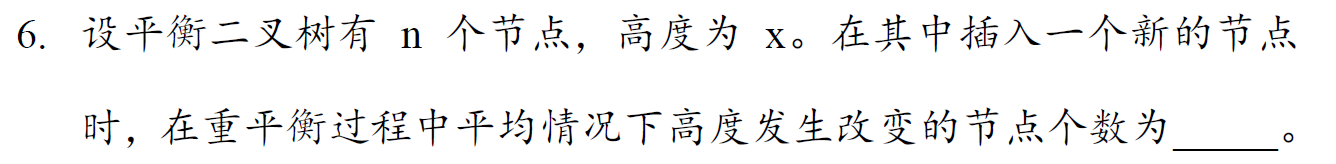 6. 设平衡二叉树有 n 个节点，高度为 x。在其中插入一个新的节点
时，在重平衡过程中平均情况下高度发生改变的节点个数为______。